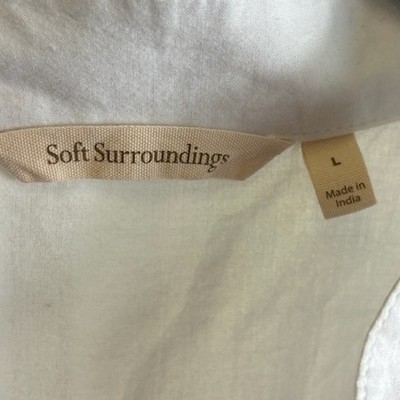 Soft Surroundings
L
Made in
India